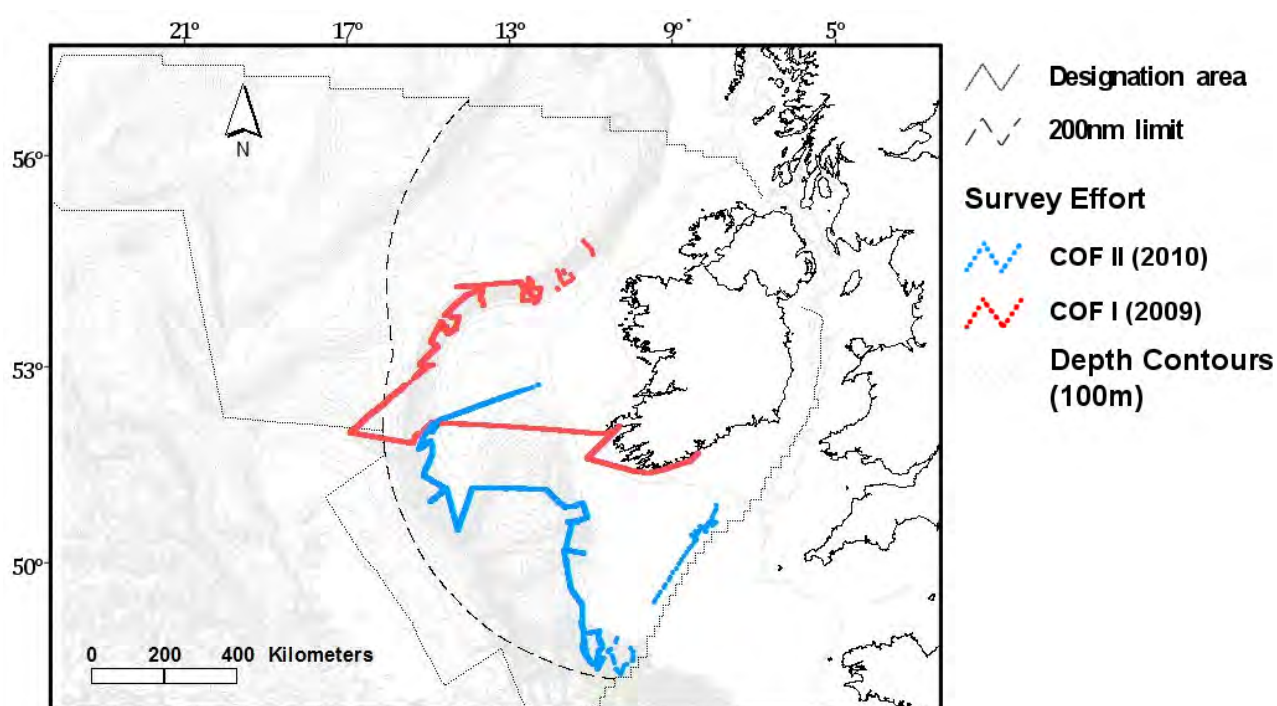 21° 17° 13° 9° 5°
N
56°
53°
50°
0 200 400 Kilometers
Designation area
200nm limit
Survey Effort
COF II (2010)
COF I (2009)
Depth Contours
(100m)